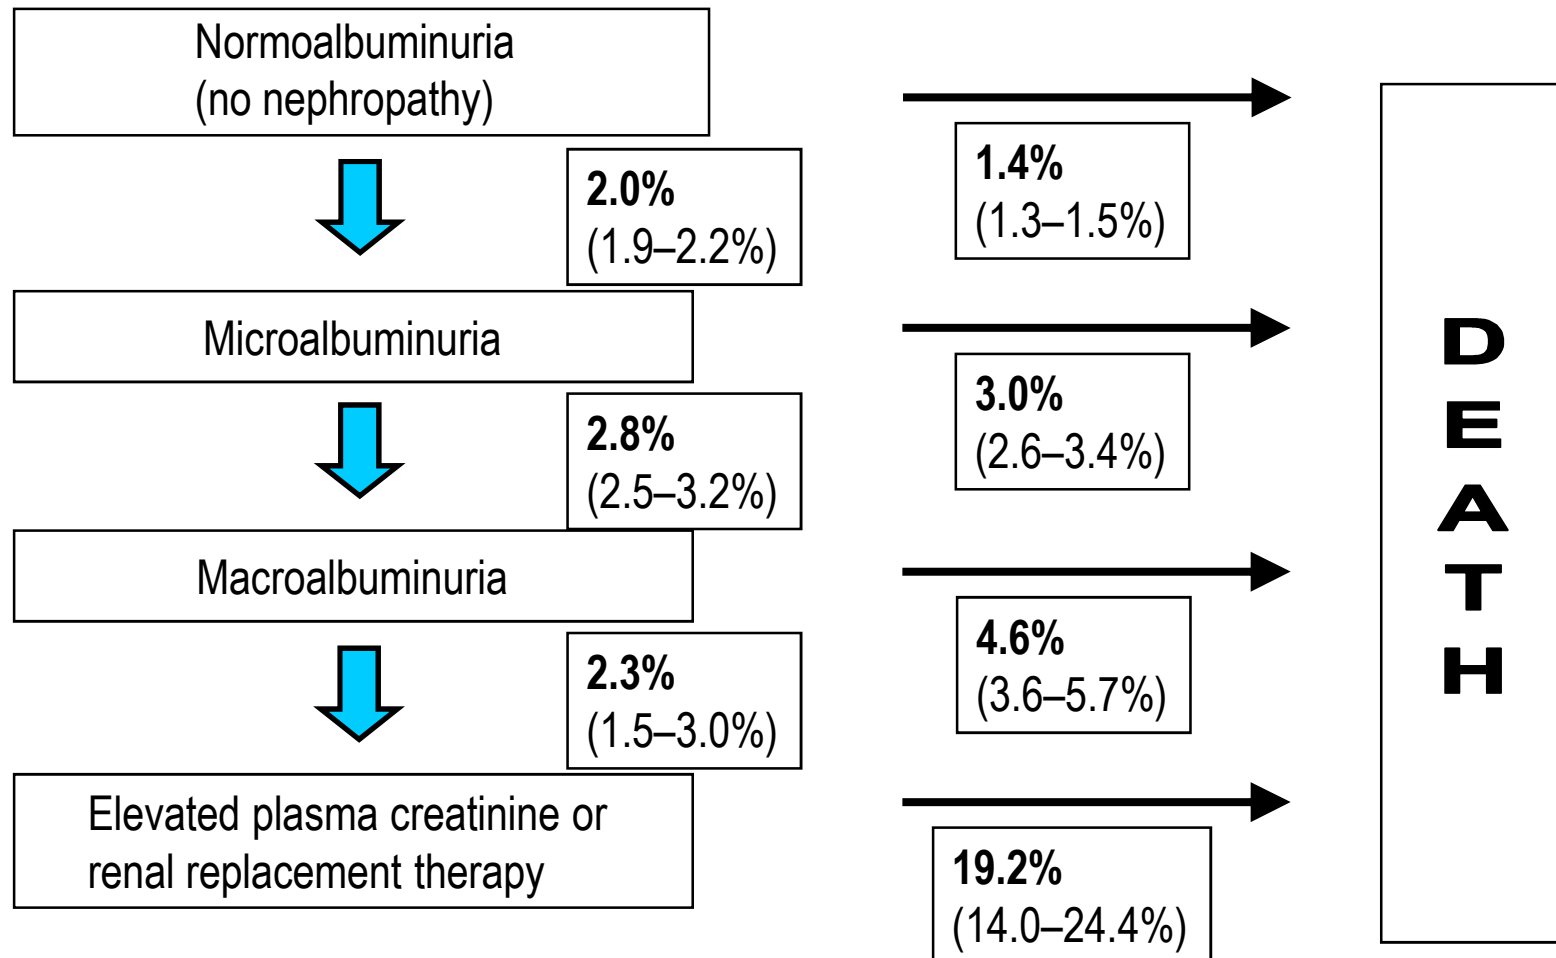 Normoalbuminuria
(no nephropathy)
2.0%
(1.9–2.2%)
1.4%
(1.3–1.5%)
Microalbuminuria
2.8%
(2.5–3.2%)
3.0%
(2.6–3.4%)
Macroalbuminuria
2.3%
(1.5–3.0%)
4.6%
(3.6–5.7%)
Elevated plasma creatinine or
renal replacement therapy
19.2%
(14.0–24.4%)
D
E
A
T
H